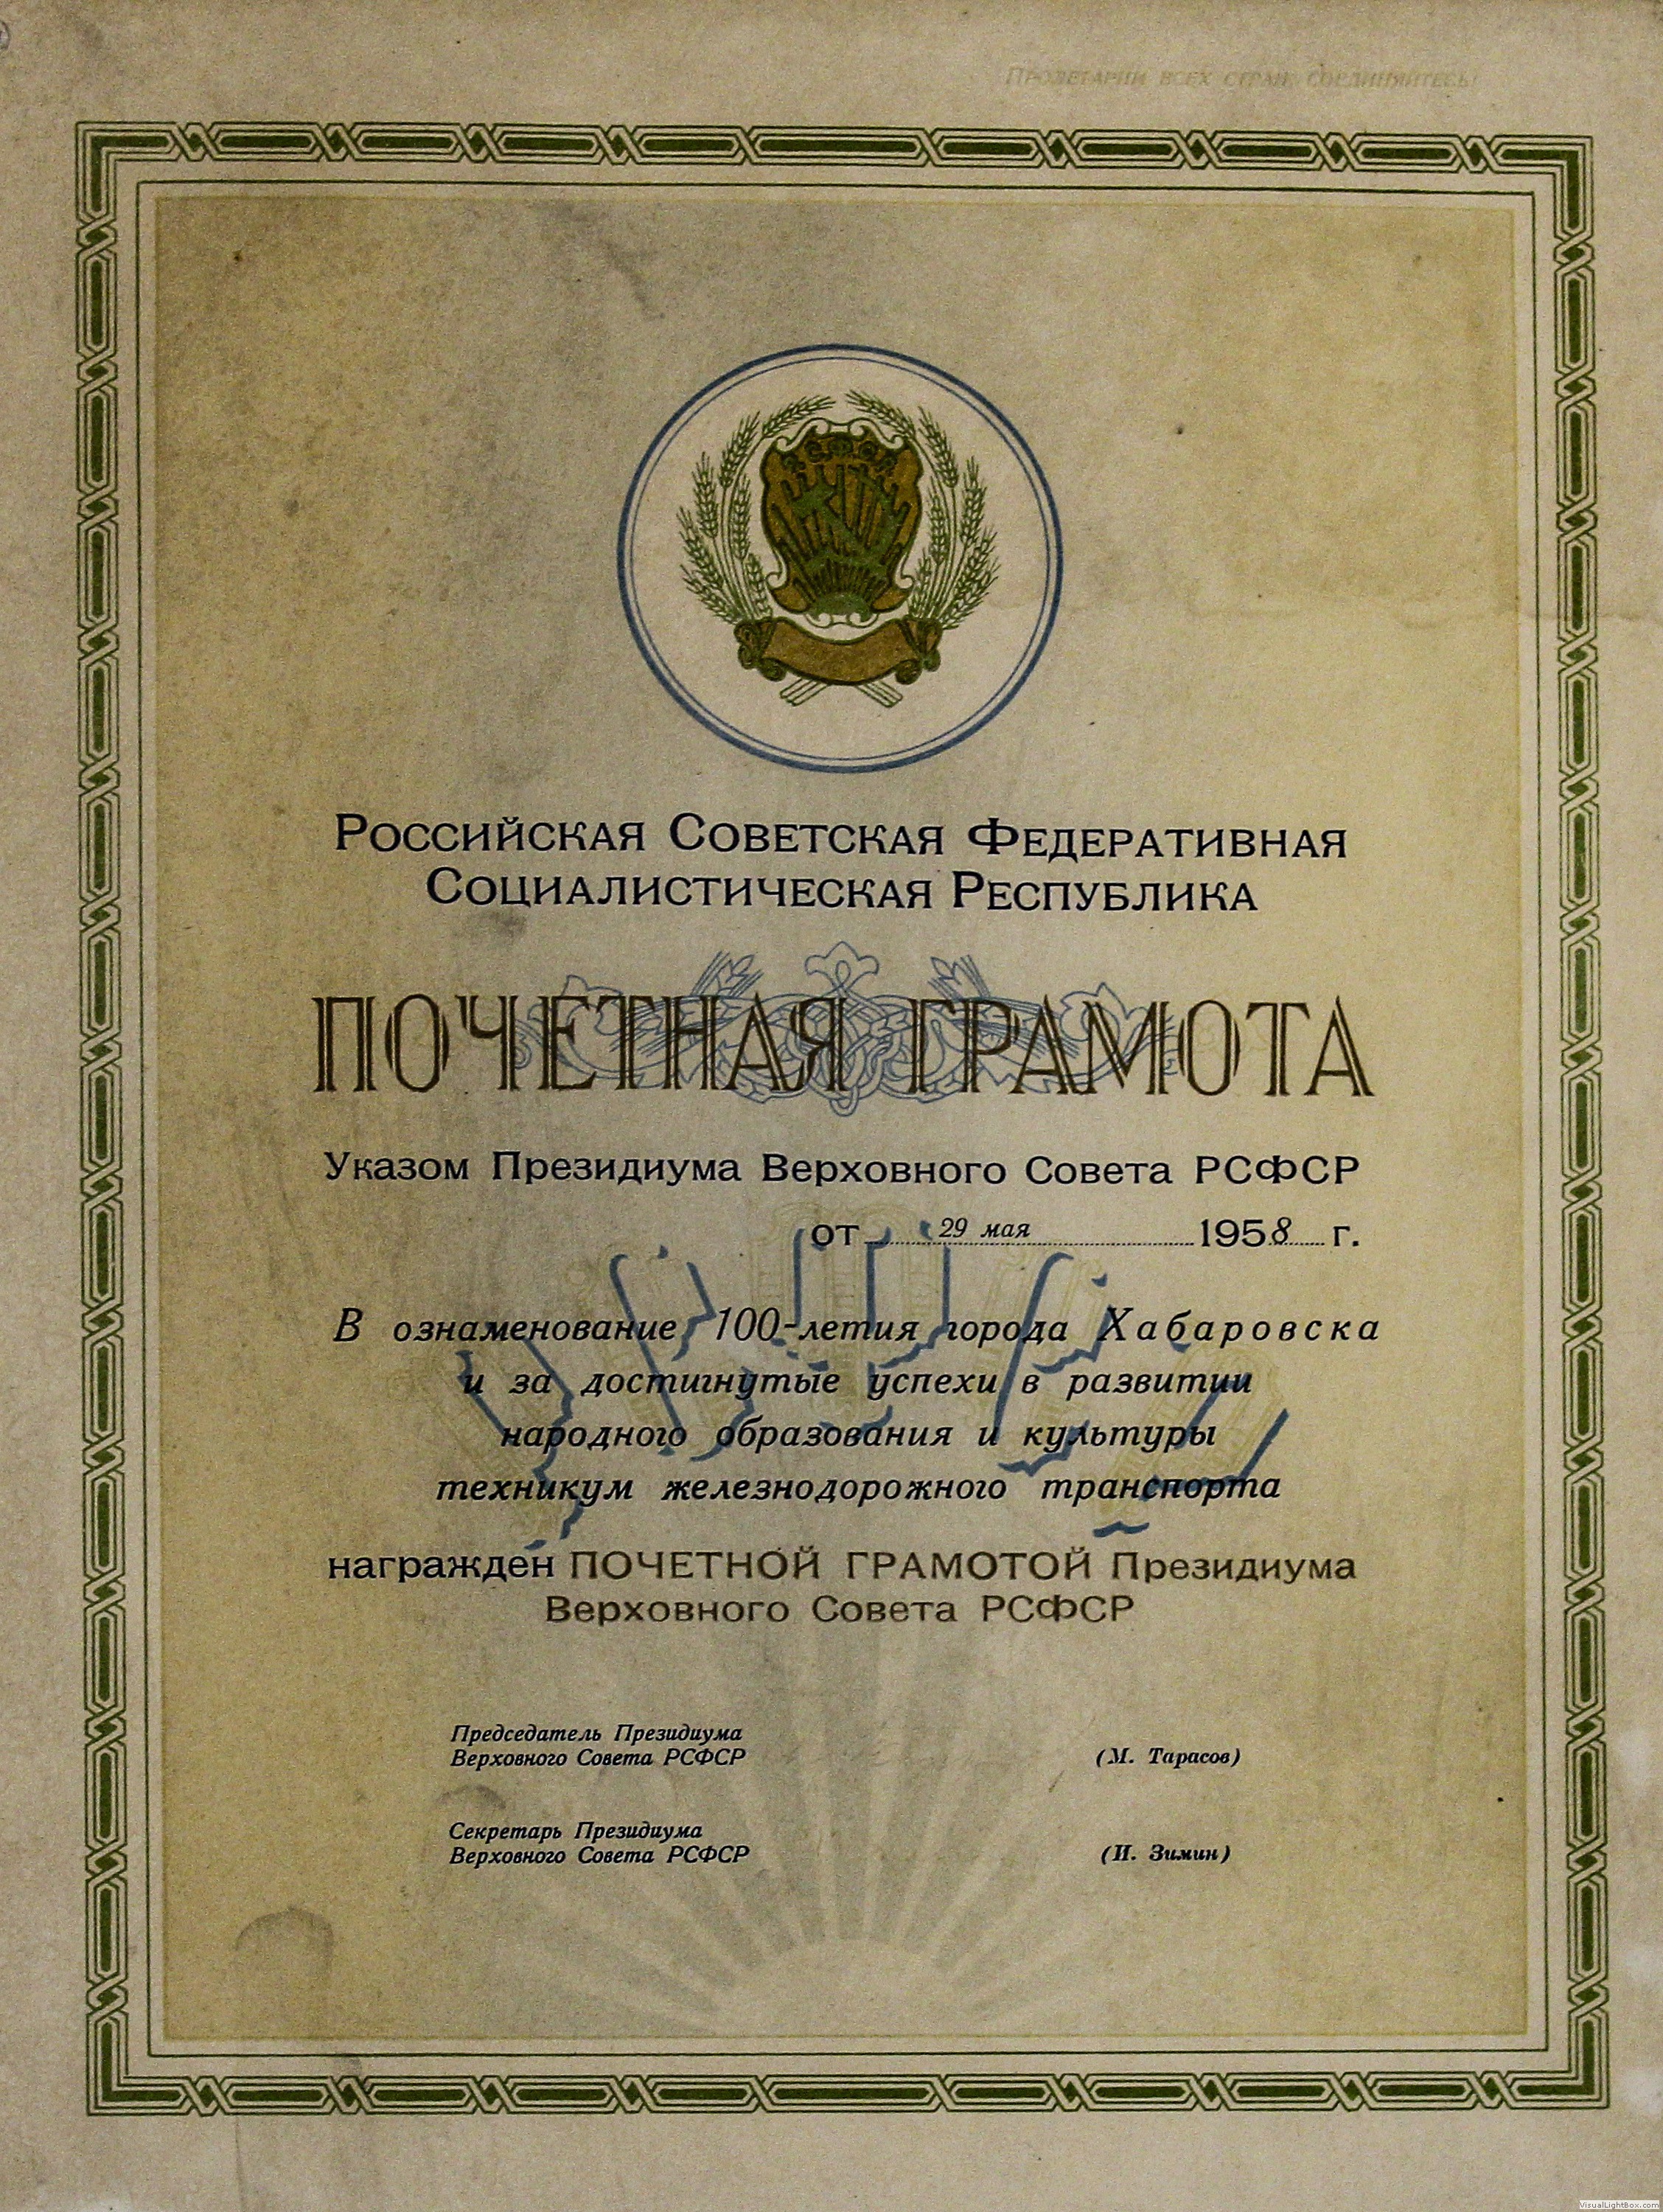 Пролетарии всех стран, соединяйтесь!
Р.С.Ф.С.Р.
Российская Советская Федеративная
Социалистическая Республика
ПОЧЕТНАЯ ГРАМОТА
Указом Президиума Верховного Совета РСФСР
от 29 мая 1958 г.
В ознаменование 100-летия города Хабаровска
и за достигнутые успехи в развитии
народного образования и культуры
техникум железнодорожного транспорта
награжден ПОЧЕТНОЙ ГРАМОТОЙ Президиума
Верховного Совета РСФСР
Председатель Президиума
Верховного Совета РСФСР (М. Тарасов)
Секретарь Президиума
Верховного Совета РСФСР (И. Зимин)
VisualLightBox.com